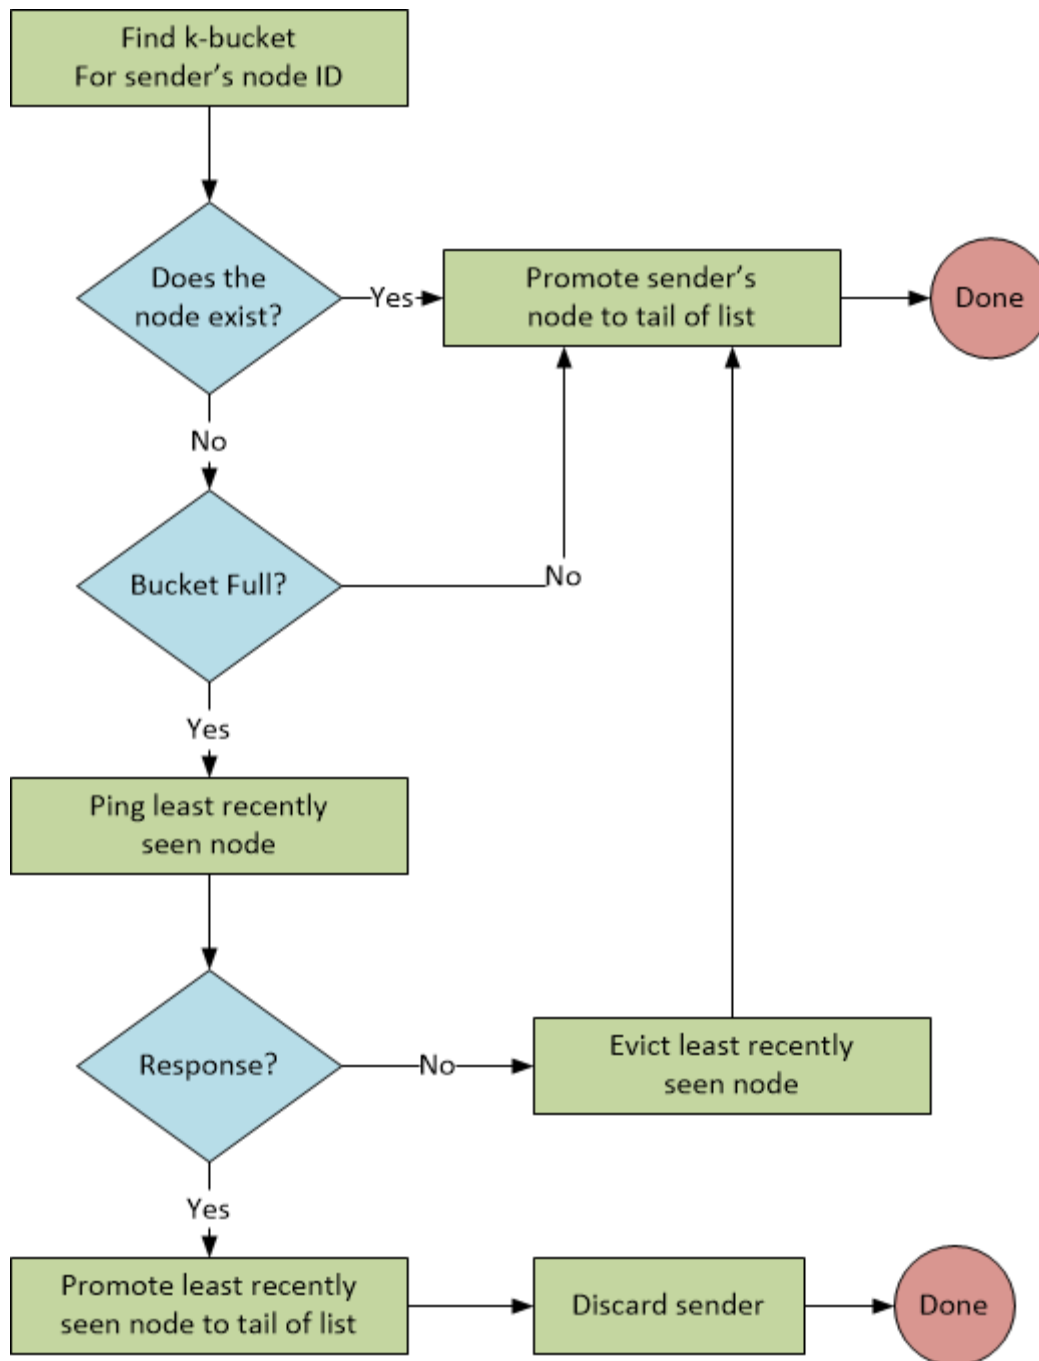 Find k-bucket
For sender’s node ID
Does the
node exist?
Yes
Promote sender’s
node to tail of list
Done
No
Bucket Full?
No
Yes
Ping least recently
seen node
Response?
No
Evict least recently
seen node
Yes
Promote least recently
seen node to tail of list
Discard sender
Done